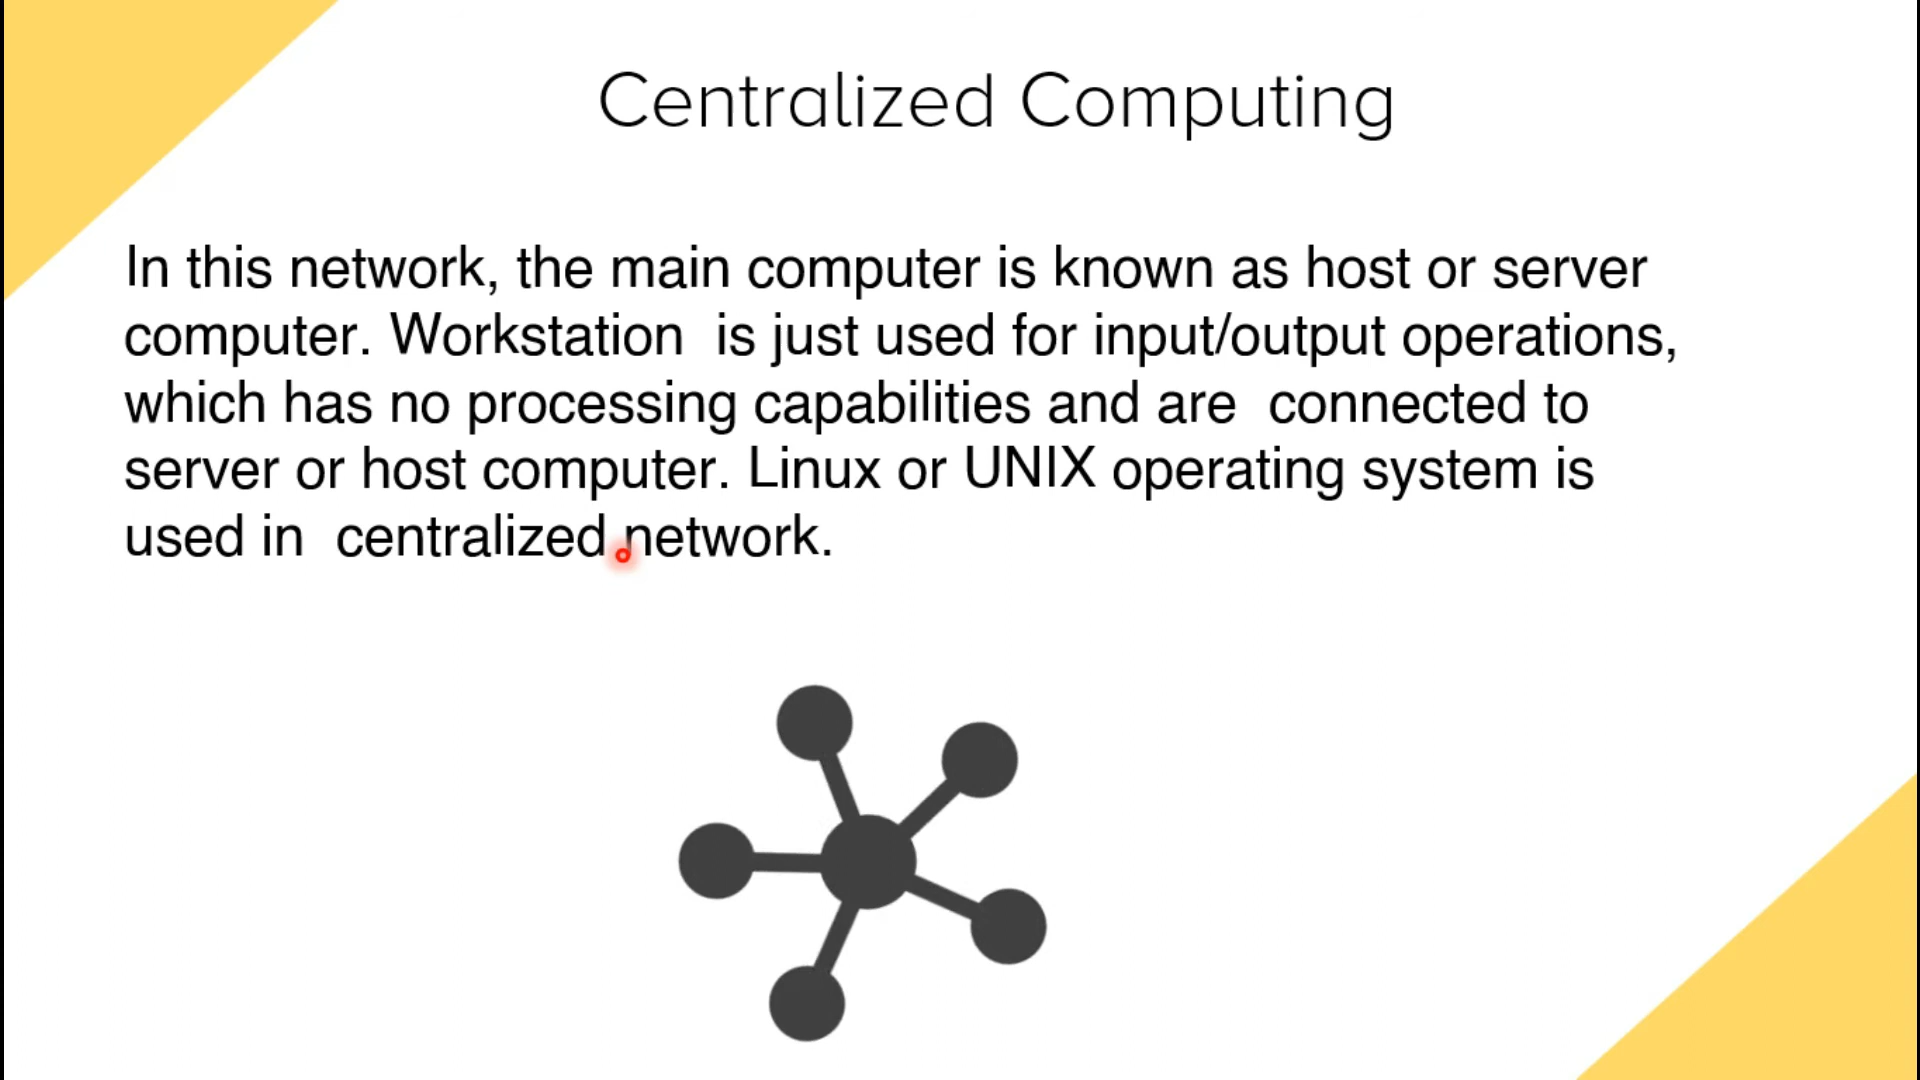 Centralized Computing
In this network, the main computer is known as host or server
computer. Workstation is just used for input/output operations,
which has no processing capabilities and are connected to
server or host computer. Linux or UNIX operating system is
used in centralized network.